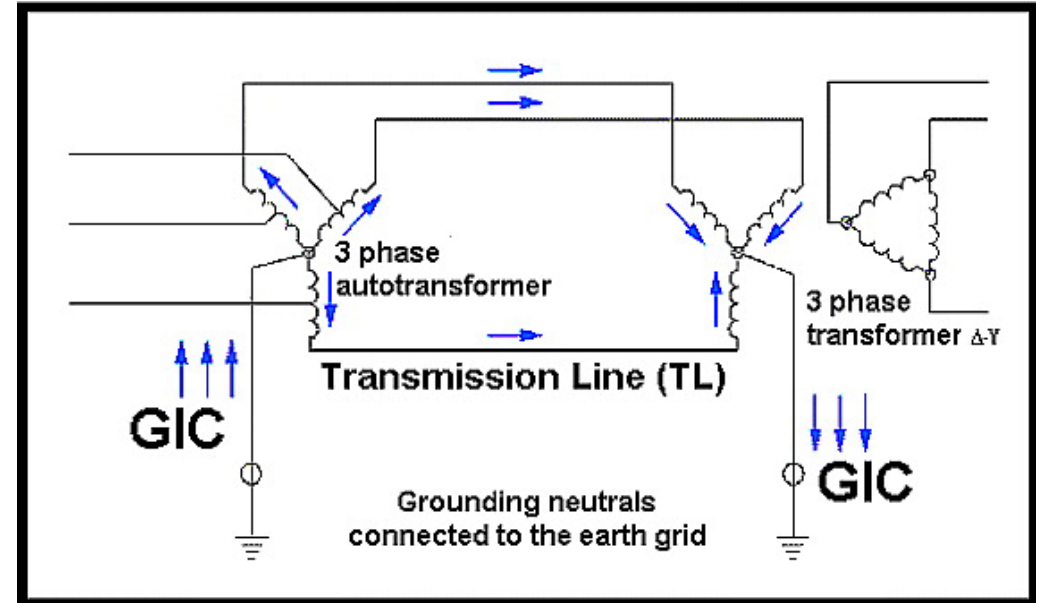 3 phase
autotransformer
3 phase
transformer Δ-Y
Transmission Line (TL)
GIC
GIC
Grounding neutrals
connected to the earth grid